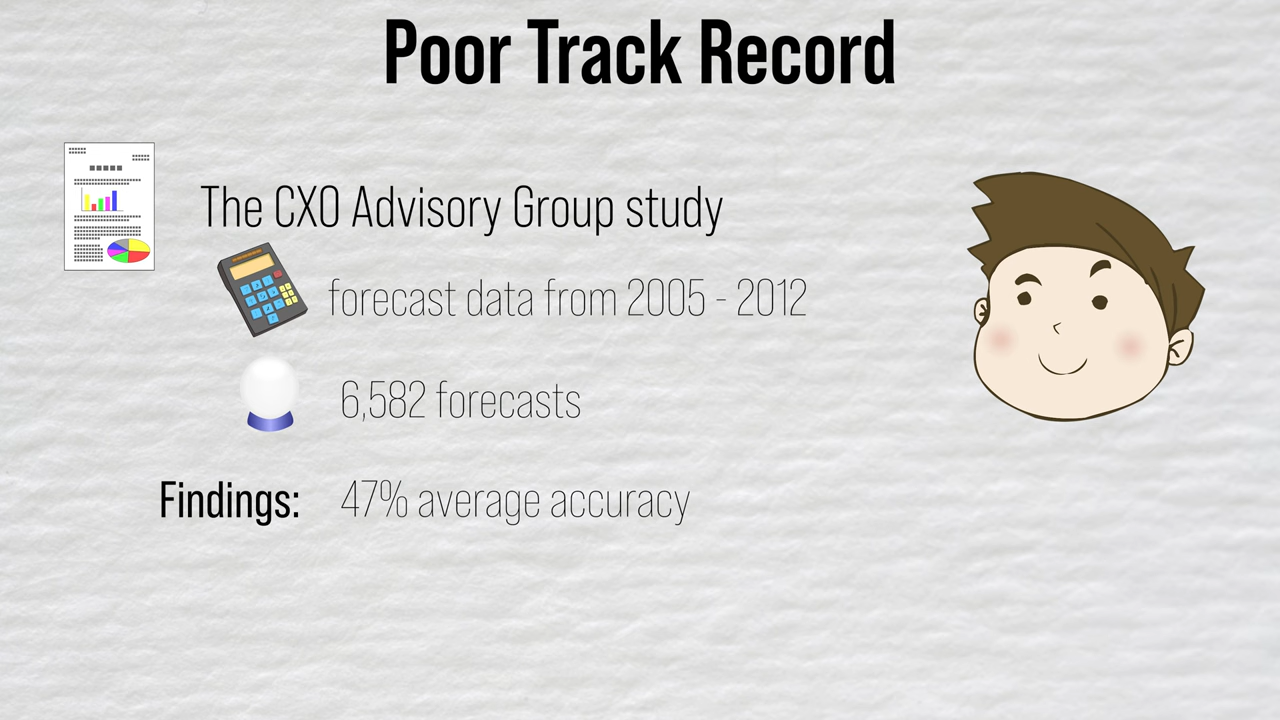 Poor Track Record
The CXO Advisory Group study
forecast data from 2005 - 2012
6,582 forecasts
Findings: 47% average accuracy